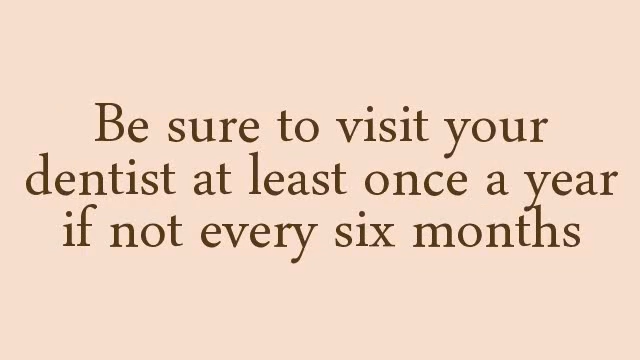 Be sure to visit your
dentist at least once a year
if not every six months